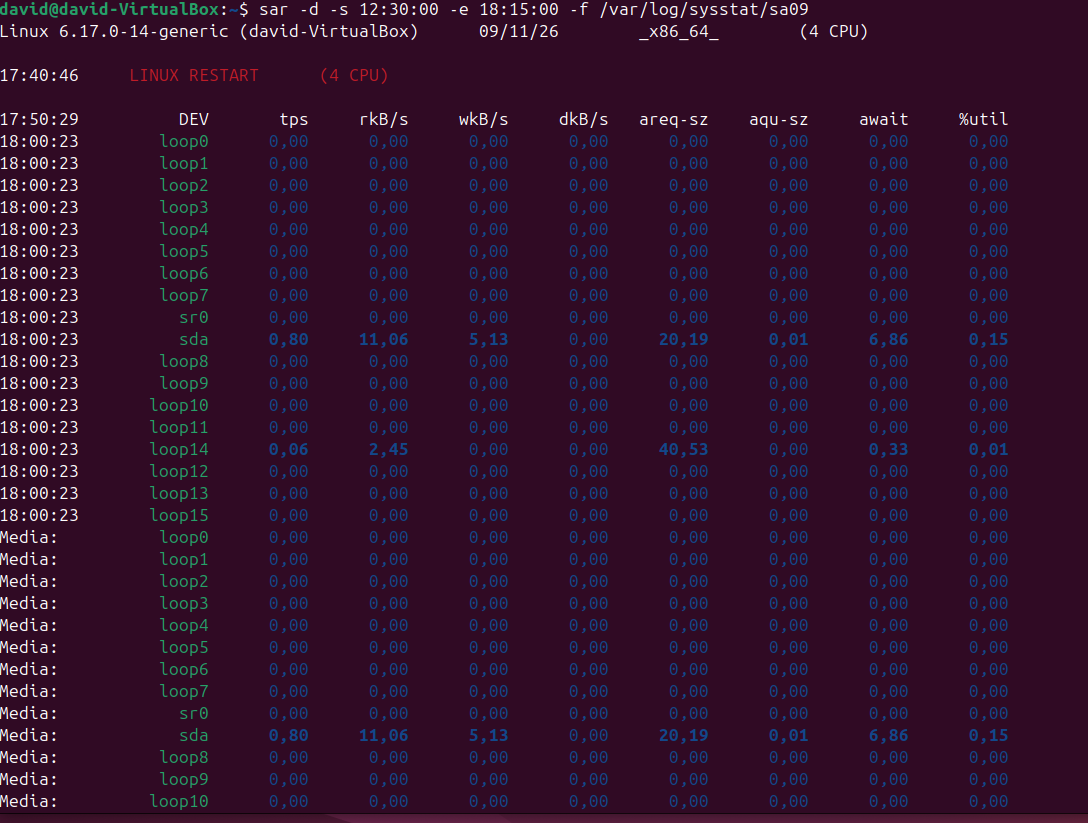 david@david-VirtualBox:~$ sar -d -s 12:30:00 -e 18:15:00 -f /var/log/sysstat/sa09
Linux 6.17.0-14-generic (david-VirtualBox) 09/11/26 _x86_64_ (4 CPU)
17:40:46 LINUX RESTART (4 CPU)
17:50:29 DEV tps rkB/s wkB/s dkB/s areq-sz aqu-sz await %util
18:00:23 loop0 0,00 0,00 0,00 0,00 0,00 0,00 0,00 0,00
18:00:23 loop1 0,00 0,00 0,00 0,00 0,00 0,00 0,00 0,00
18:00:23 loop2 0,00 0,00 0,00 0,00 0,00 0,00 0,00 0,00
18:00:23 loop3 0,00 0,00 0,00 0,00 0,00 0,00 0,00 0,00
18:00:23 loop4 0,00 0,00 0,00 0,00 0,00 0,00 0,00 0,00
18:00:23 loop5 0,00 0,00 0,00 0,00 0,00 0,00 0,00 0,00
18:00:23 loop6 0,00 0,00 0,00 0,00 0,00 0,00 0,00 0,00
18:00:23 loop7 0,00 0,00 0,00 0,00 0,00 0,00 0,00 0,00
18:00:23 sr0 0,00 0,00 0,00 0,00 0,00 0,00 0,00 0,00
18:00:23 sda 0,80 11,06 5,13 0,00 20,19 0,01 6,86 0,15
18:00:23 loop8 0,00 0,00 0,00 0,00 0,00 0,00 0,00 0,00
18:00:23 loop9 0,00 0,00 0,00 0,00 0,00 0,00 0,00 0,00
18:00:23 loop10 0,00 0,00 0,00 0,00 0,00 0,00 0,00 0,00
18:00:23 loop11 0,00 0,00 0,00 0,00 0,00 0,00 0,00 0,00
18:00:23 loop14 0,06 2,45 0,00 0,00 40,53 0,00 0,33 0,01
18:00:23 loop12 0,00 0,00 0,00 0,00 0,00 0,00 0,00 0,00
18:00:23 loop13 0,00 0,00 0,00 0,00 0,00 0,00 0,00 0,00
18:00:23 loop15 0,00 0,00 0,00 0,00 0,00 0,00 0,00 0,00
Media: loop0 0,00 0,00 0,00 0,00 0,00 0,00 0,00 0,00
Media: loop1 0,00 0,00 0,00 0,00 0,00 0,00 0,00 0,00
Media: loop2 0,00 0,00 0,00 0,00 0,00 0,00 0,00 0,00
Media: loop3 0,00 0,00 0,00 0,00 0,00 0,00 0,00 0,00
Media: loop4 0,00 0,00 0,00 0,00 0,00 0,00 0,00 0,00
Media: loop5 0,00 0,00 0,00 0,00 0,00 0,00 0,00 0,00
Media: loop6 0,00 0,00 0,00 0,00 0,00 0,00 0,00 0,00
Media: loop7 0,00 0,00 0,00 0,00 0,00 0,00 0,00 0,00
Media: sr0 0,00 0,00 0,00 0,00 0,00 0,00 0,00 0,00
Media: sda 0,80 11,06 5,13 0,00 20,19 0,01 6,86 0,15
Media: loop8 0,00 0,00 0,00 0,00 0,00 0,00 0,00 0,00
Media: loop9 0,00 0,00 0,00 0,00 0,00 0,00 0,00 0,00
Media: loop10 0,00 0,00 0,00 0,00 0,00 0,00 0,00 0,00